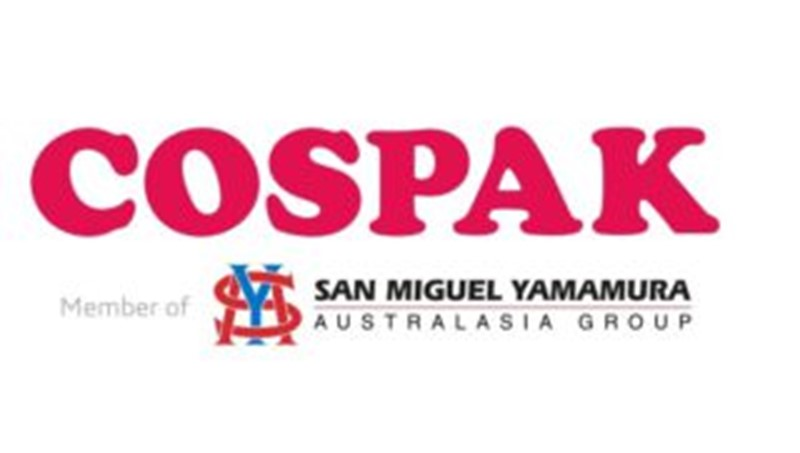 COSPAK
Member of
SAN MIGUEL YAMAMURA
AUSTRALASIA GROUP